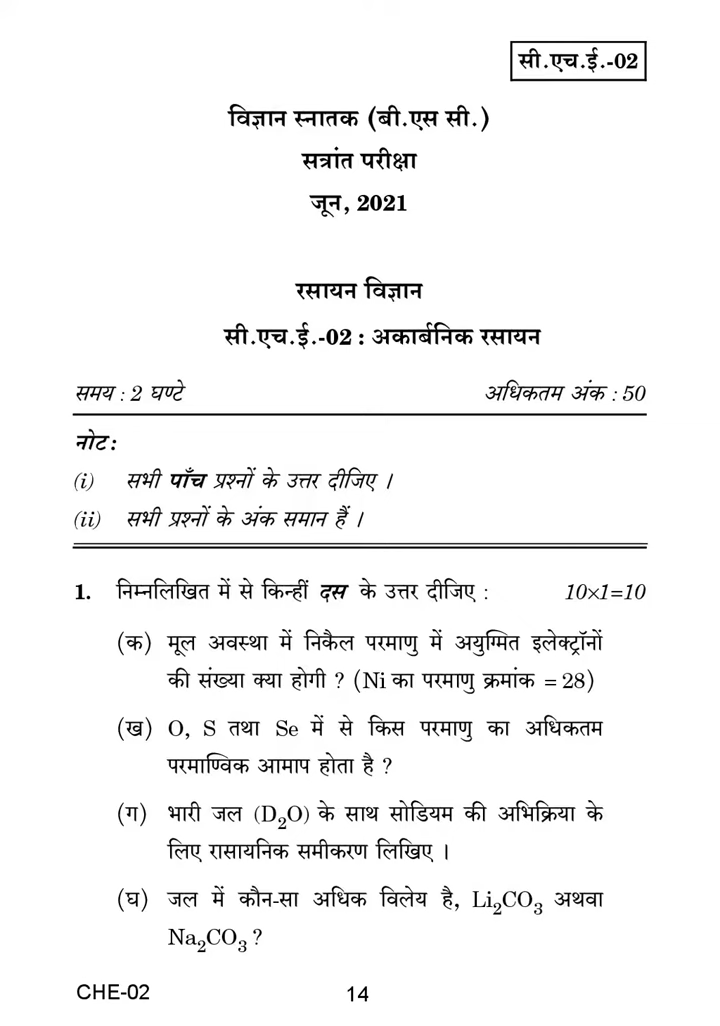 सी.एच.ई.-02
विज्ञान स्नातक (बी.एस सी.)
सत्रांत परीक्षा
जून, 2021
रसायन विज्ञान
सी.एच.ई.-02 : अकार्बनिक रसायन
समय : 2 घण्टे अधिकतम अंक : 50
नोट :
(i) सभी पाँच प्रश्नों के उत्तर दीजिए ।
(ii) सभी प्रश्नों के अंक समान हैं ।
1. निम्नलिखित में से किन्हीं दस के उत्तर दीजिए : 10×1=10
(क) मूल अवस्था में निकैल परमाणु में अयुग्मित इलेक्ट्रॉनों
की संख्या क्या होगी ? (Ni का परमाणु क्रमांक = 28)
(ख) O, S तथा Se में से किस परमाणु का अधिकतम
परमाण्विक आमाप होता है ?
(ग) भारी जल (D₂O) के साथ सोडियम की अभिक्रिया के
लिए रासायनिक समीकरण लिखिए ।
(घ) जल में कौन-सा अधिक विलेय है, Li₂CO₃ अथवा
Na₂CO₃ ?
CHE-02 14